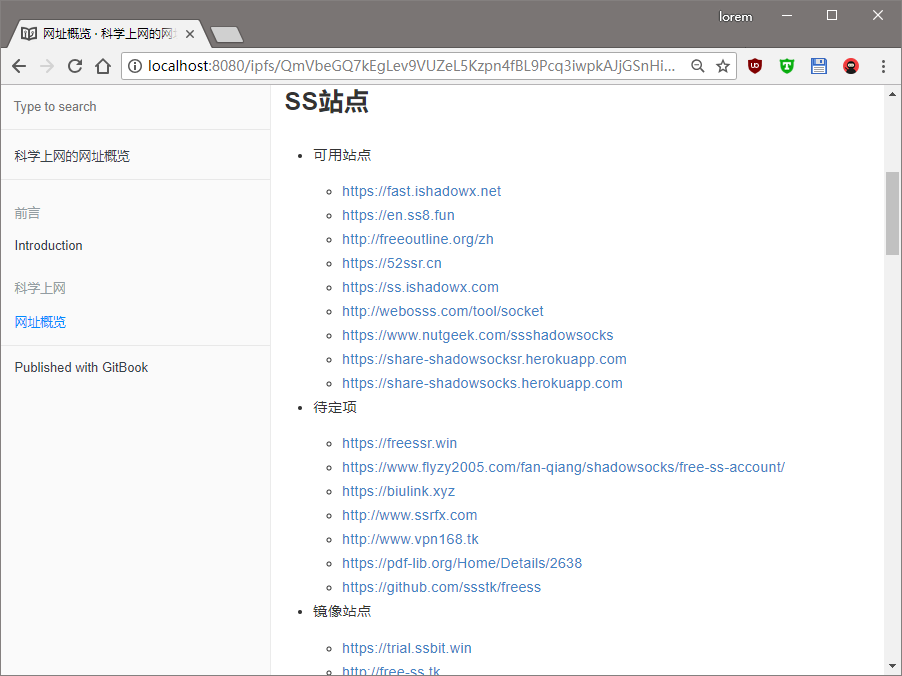 lorem
网址概览 · 科学上网的网
localhost:8080/ipfs/QmVbeGQ7kEgLev9VUZeL5Kzpn4fBL9Pcq3iwpkAJjGSnHi...
Type to search
科学上网的网址概览
前言
Introduction
科学上网
网址概览
Published with GitBook
SS站点
可用站点
https://fast.ishadowx.net
https://en.ss8.fun
http://freeoutline.org/zh
https://52ssr.cn
https://ss.ishadowx.com
http://webosss.com/tool/socket
https://www.nutgeek.com/ssshadowsocks
https://share-shadowsocksr.herokuapp.com
https://share-shadowsocks.herokuapp.com
待定项
https://freessr.win
https://www.flyzy2005.com/fan-qiang/shadowsocks/free-ss-account/
https://biulink.xyz
http://www.ssrfx.com
http://www.vpn168.tk
https://pdf-lib.org/Home/Details/2638
https://github.com/ssstk/freess
镜像站点
https://trial.ssbit.win
http://free-ss.tk